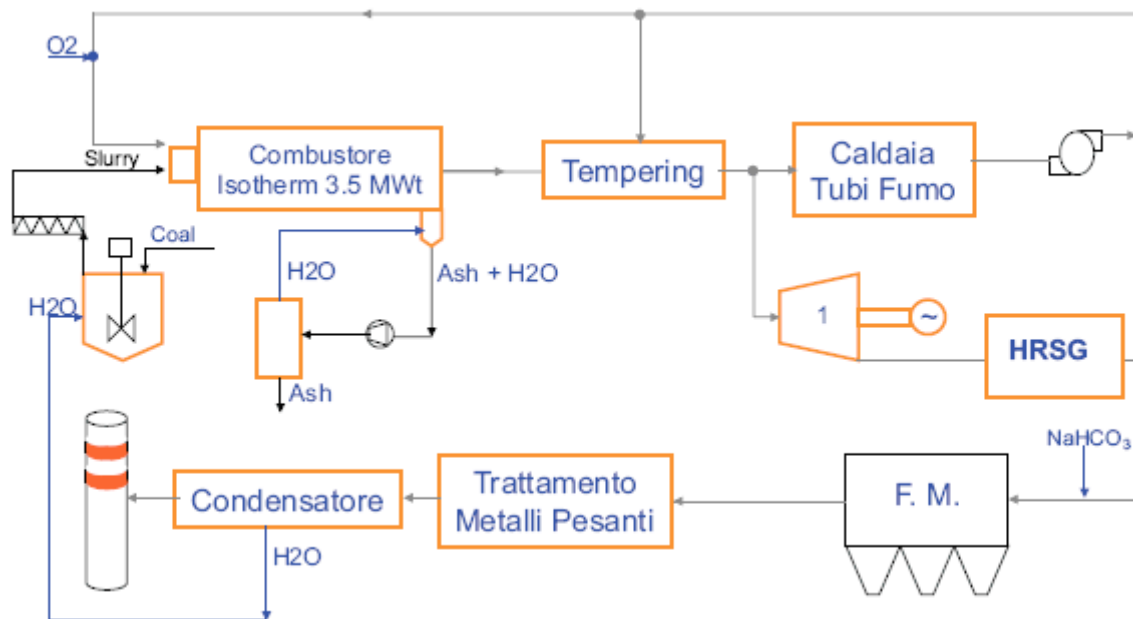 O2
Slurry
Combustore
Isotherm 3.5 MWt
Tempering
Caldaia
Tubi Fumo
Coal
H2O
H2O
Ash + H2O
Ash
1
~
HRSG
NaHCO3
F. M.
Trattamento
Metalli Pesanti
Condensatore
H2O